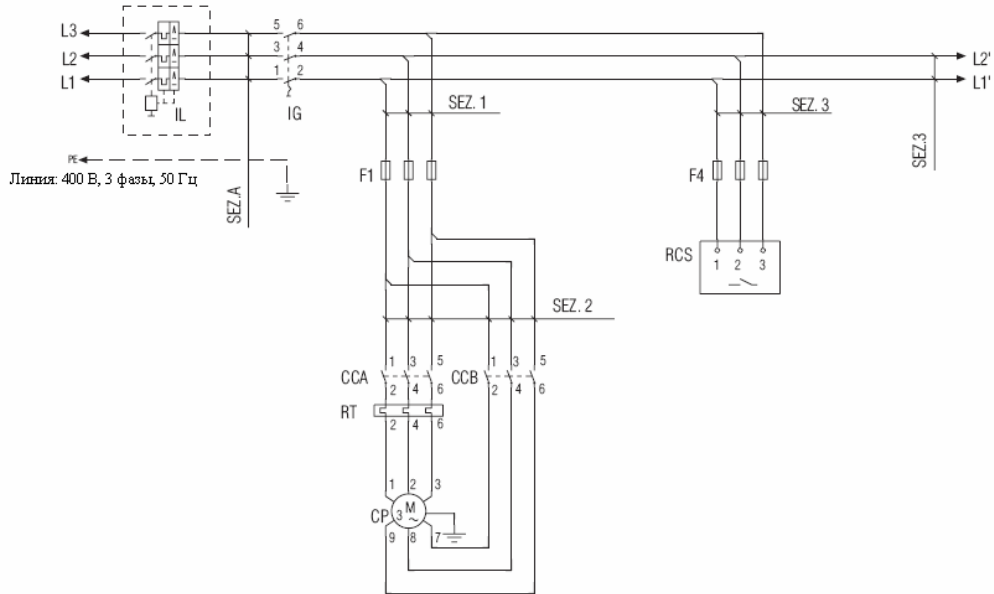 L3
L2
L1
IL
5 6
3 4
1 2
IG
L2'
L1'
PE
Линия: 400 В, 3 фазы, 50 Гц
SEZ.A
SEZ. 1
SEZ. 3
SEZ.3
F1
F4
RCS
1 2 3
SEZ. 2
CCA
1 3 5
2 4 6
CCB
1 3 5
2 4 6
RT
2 4 6
1 2 3
CP
M
3 ~
9 8 7